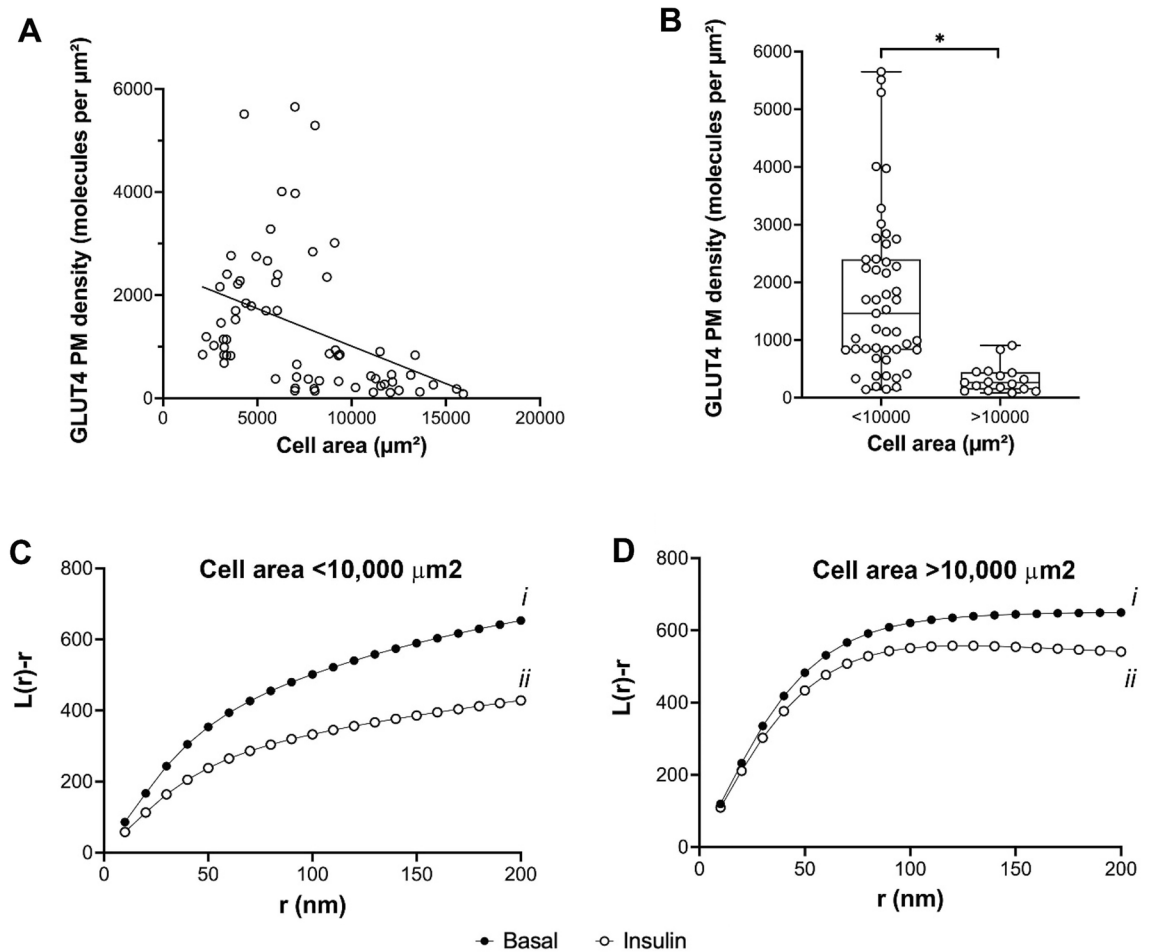 A
GLUT4 PM density (molecules per µm²)
6000
4000
2000
0
0
5000
10000
15000
20000
Cell area (µm²)
B
*
GLUT4 PM density (molecules per µm²)
6000
5000
4000
3000
2000
1000
0
<10000
>10000
Cell area (µm²)
C
Cell area <10,000 μm2
L(r)-r
800
600
400
200
0
i
ii
0
50
100
150
200
r (nm)
D
Cell area >10,000 μm2
L(r)-r
800
600
400
200
0
i
ii
0
50
100
150
200
r (nm)
Basal
Insulin